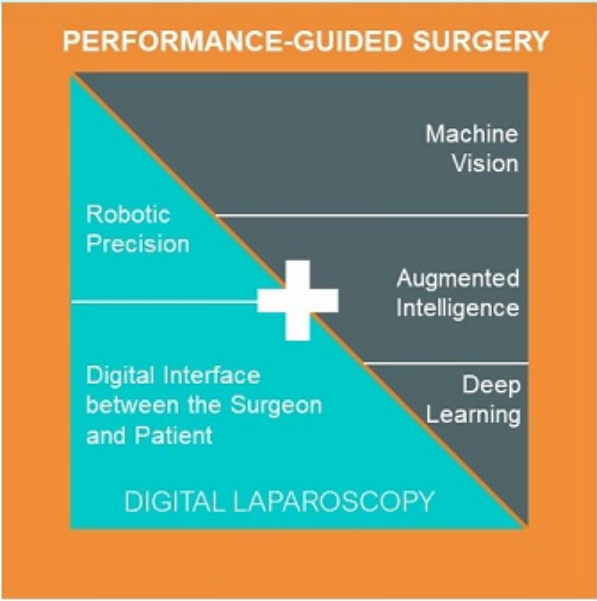 PERFORMANCE-GUIDED SURGERY
Machine
Vision
Robotic
Precision
Augmented
Intelligence
Digital Interface
between the Surgeon
and Patient
Deep
Learning
DIGITAL LAPAROSCOPY